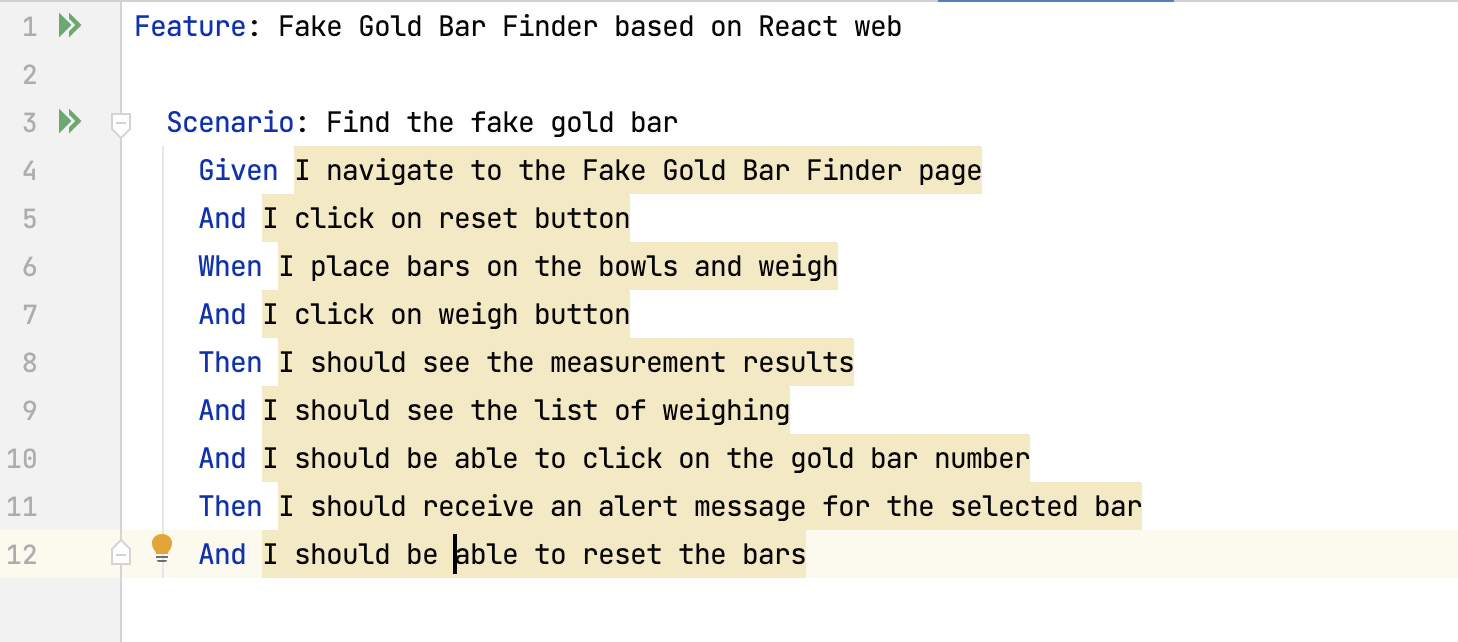 1 Feature: Fake Gold Bar Finder based on React web
2
3 Scenario: Find the fake gold bar
4 Given I navigate to the Fake Gold Bar Finder page
5 And I click on reset button
6 When I place bars on the bowls and weigh
7 And I click on weigh button
8 Then I should see the measurement results
9 And I should see the list of weighing
10 And I should be able to click on the gold bar number
11 Then I should receive an alert message for the selected bar
12 And I should be able to reset the bars